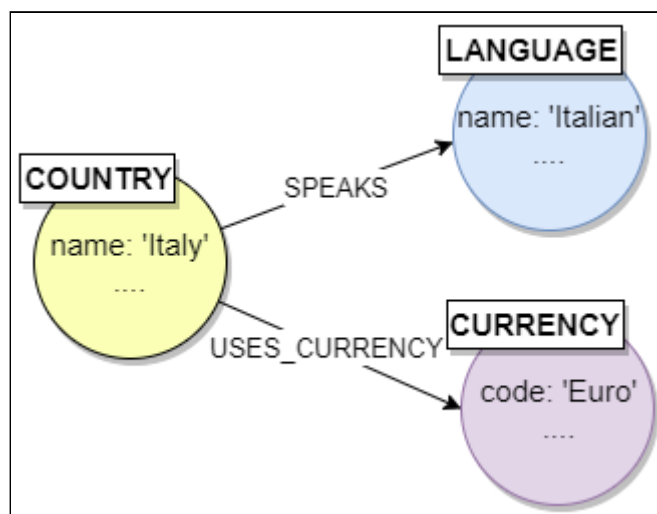 LANGUAGE
name: 'Italian'
....
SPEAKS
COUNTRY
name: 'Italy'
....
USES_CURRENCY
CURRENCY
code: 'Euro'
....